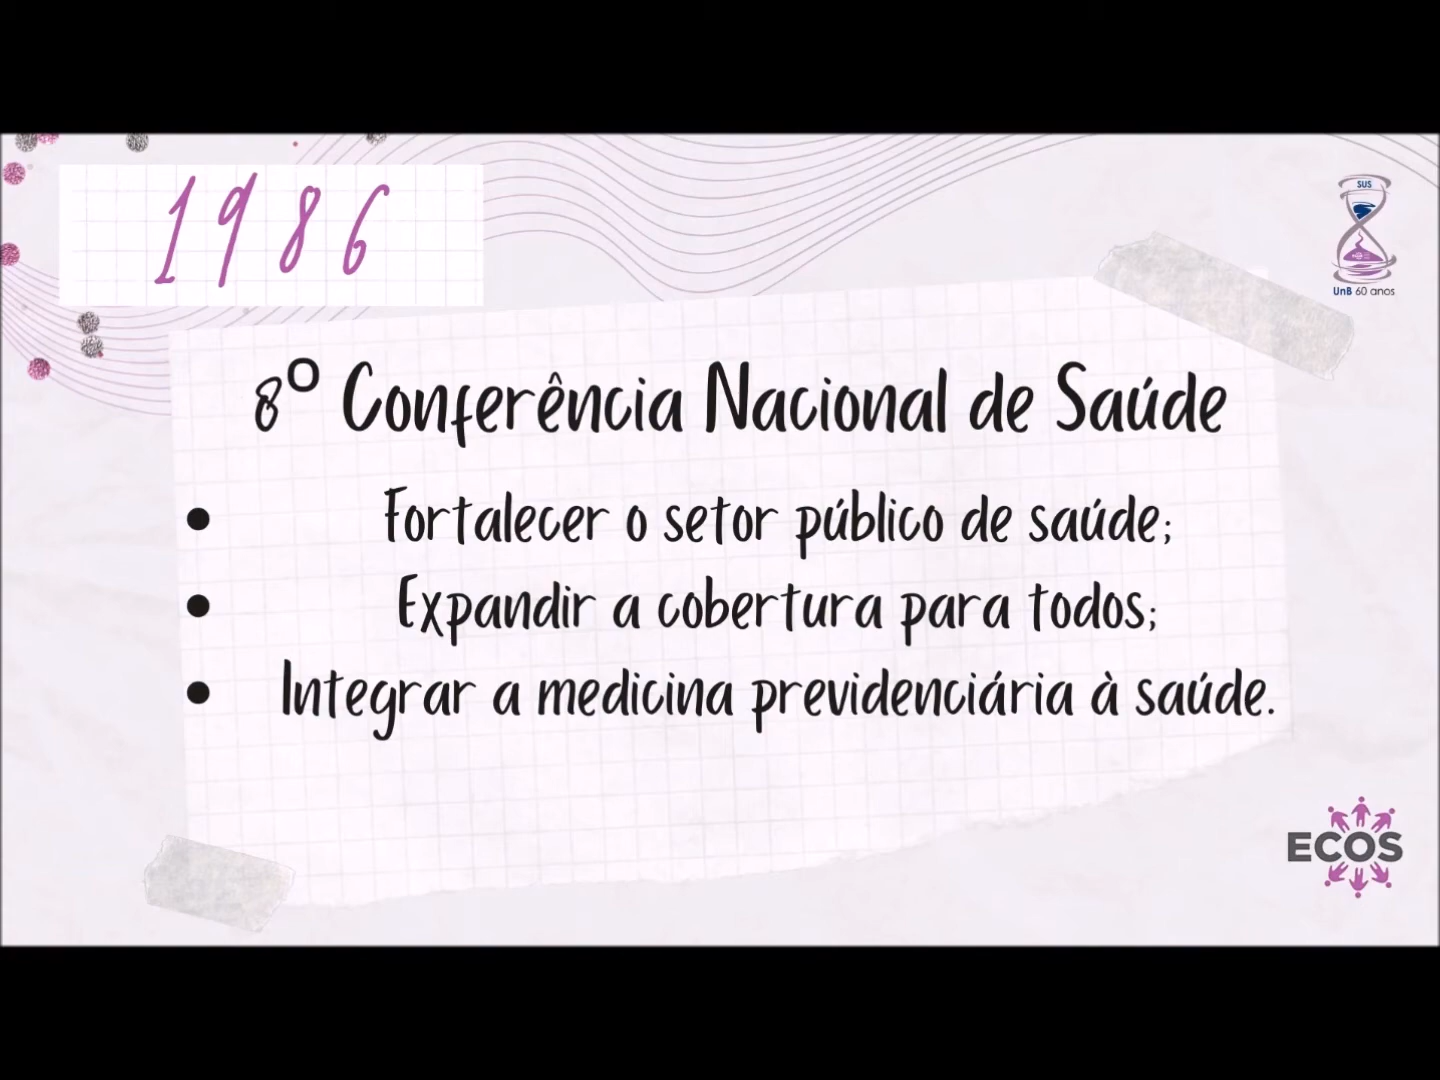 1986
SUS
UnB 60 anos
8º Conferência Nacional de Saúde
• Fortalecer o setor público de saúde;
• Expandir a cobertura para todos;
• Integrar a medicina previdenciária à saúde.
ECOS